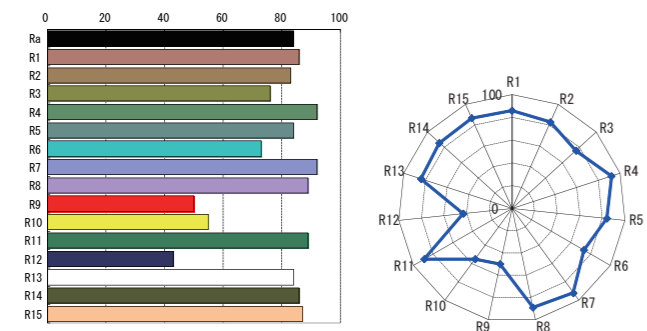 0 20 40 60 80 100
Ra
R1
R2
R3
R4
R5
R6
R7
R8
R9
R10
R11
R12
R13
R14
R15
R1
100
R15 R2
R14 R3
R13 R4
0
R12 R5
R11 R6
R10 R7
R9 R8